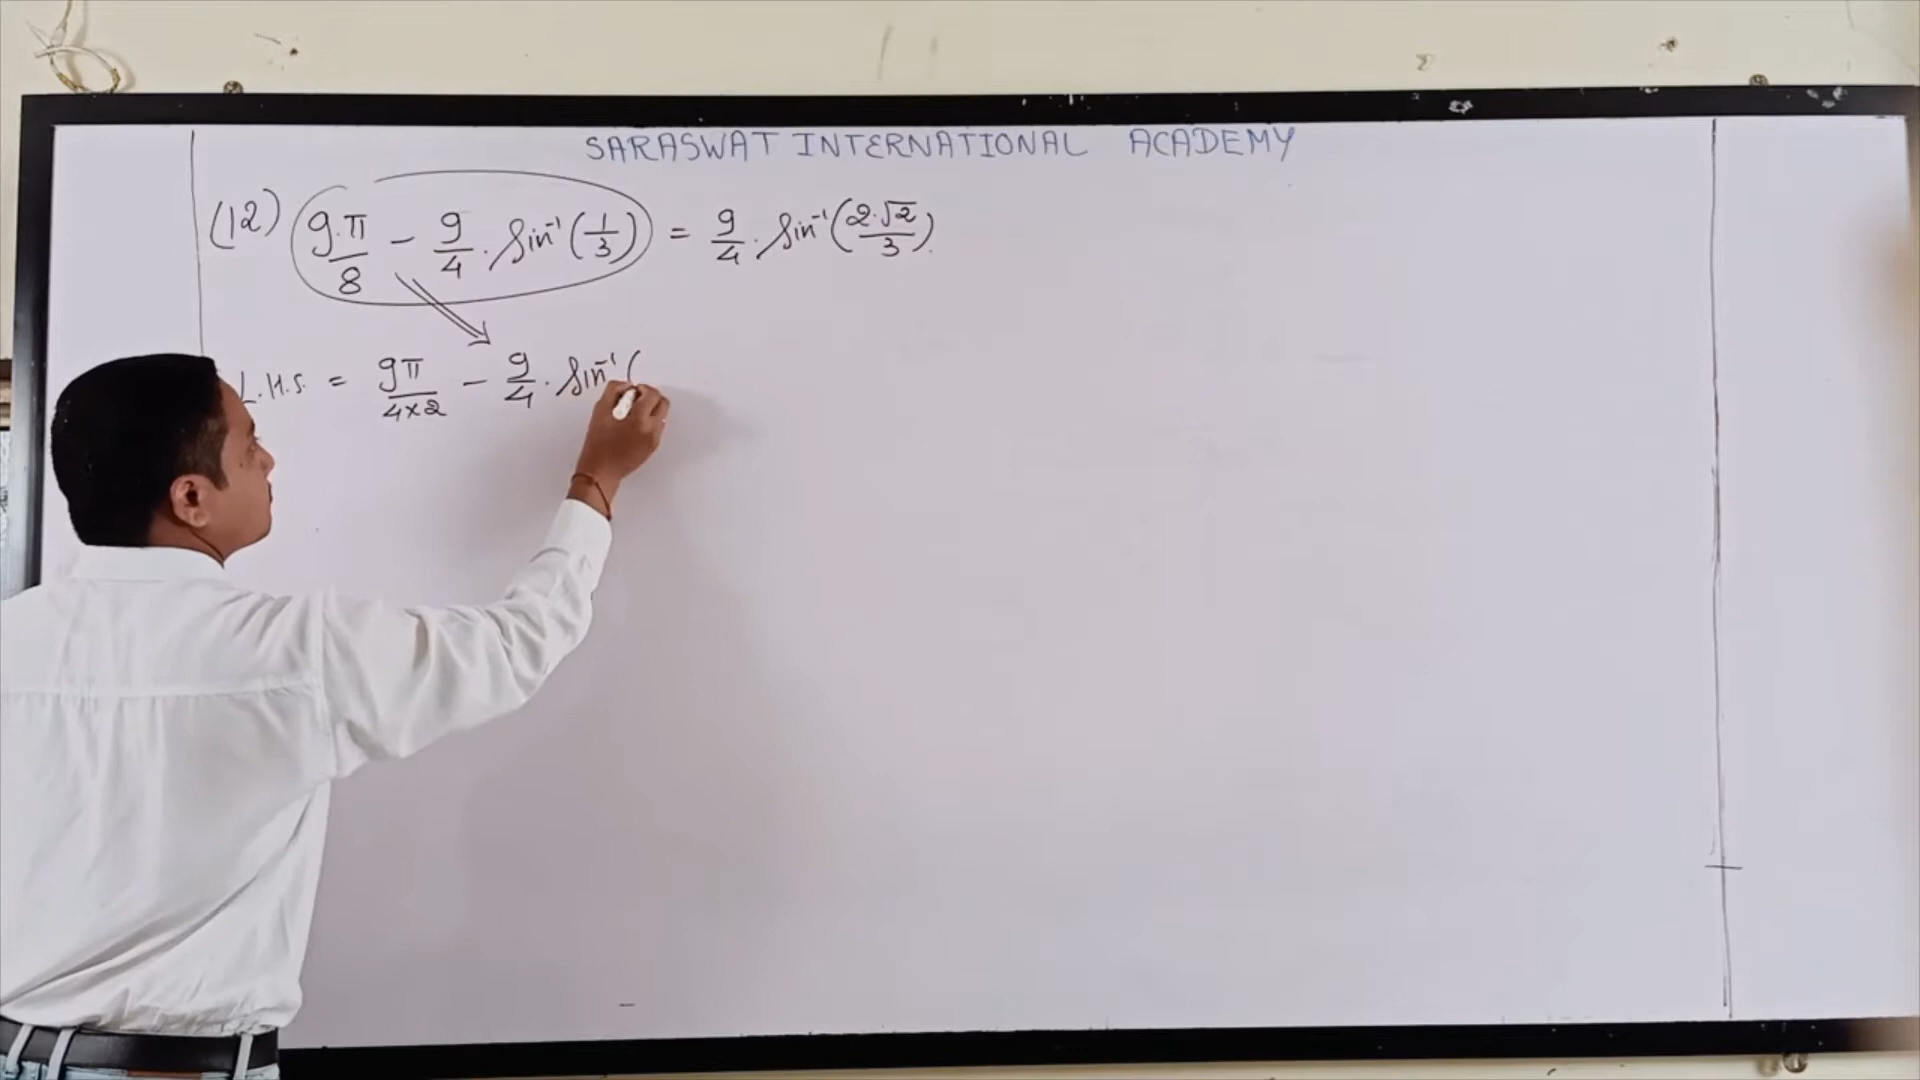 SARASWAT INTERNATIONAL ACADEMY
(12) 9·π/8 − 9/4 · sin⁻¹(1/3) = 9/4 · sin⁻¹(2·√2/3).
L.H.S. = 9π/4×2 − 9/4 · sin⁻¹(